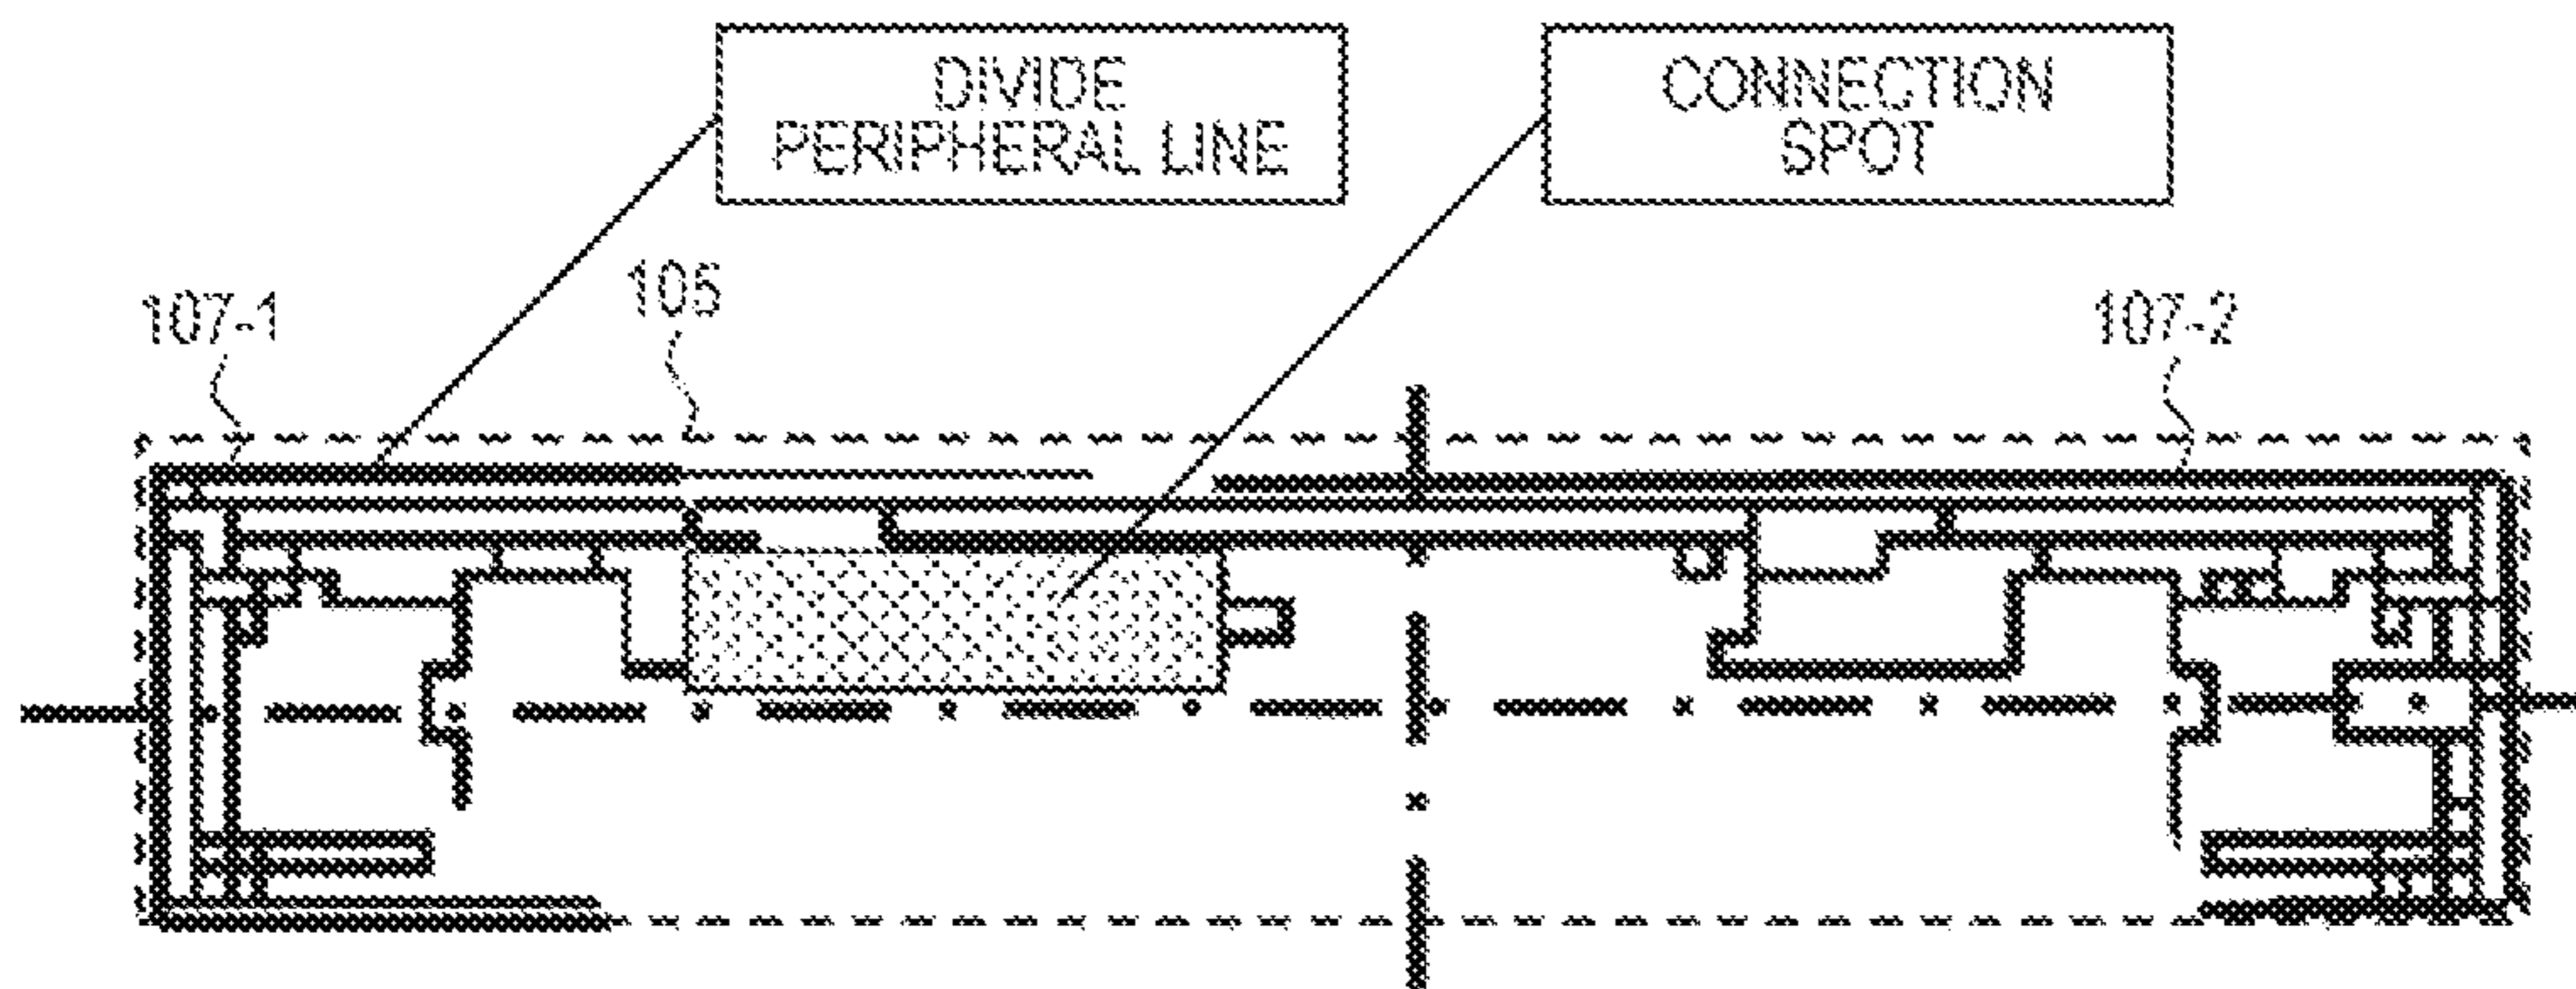 DIVIDE
PERIPHERAL LINE
CONNECTION
SPOT
107-1
105
107-2